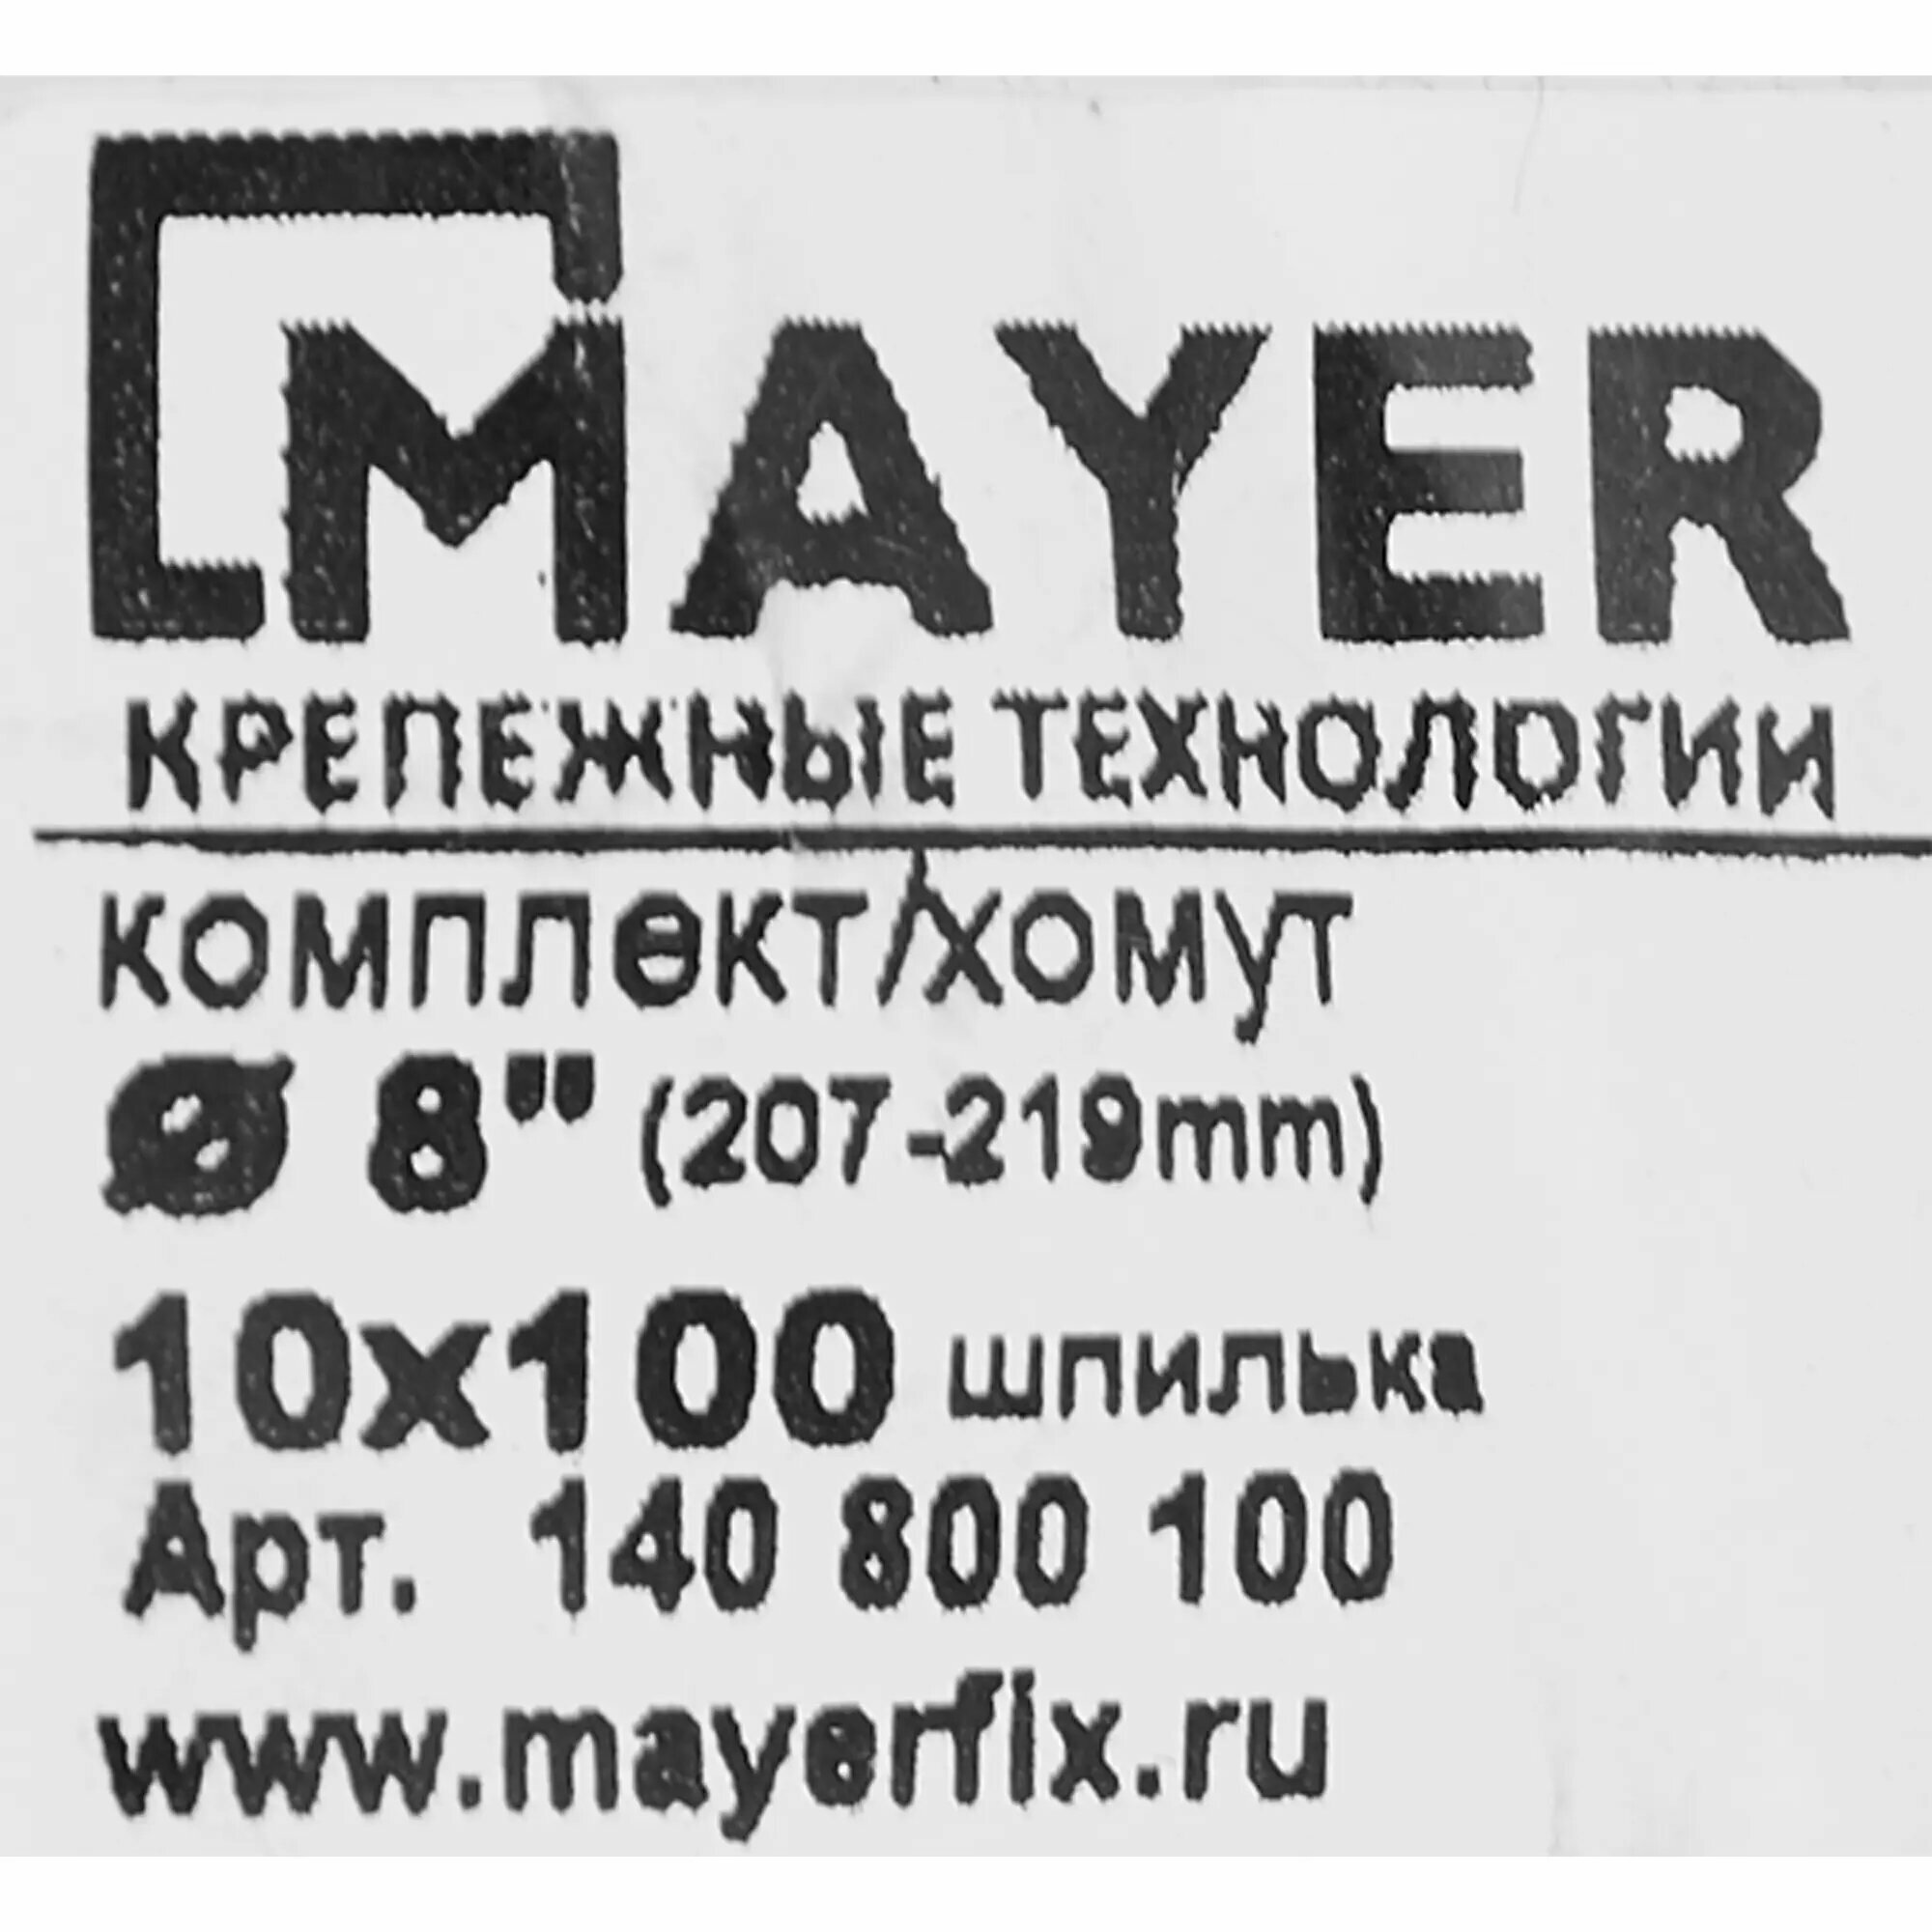 MAYER
КРЕПЕЖНЫЕ ТЕХНОЛОГИИ
комплект/хомут
Ø 8" (207-219mm)
10x100 шпилька
Арт. 140 800 100
www.mayerfix.ru